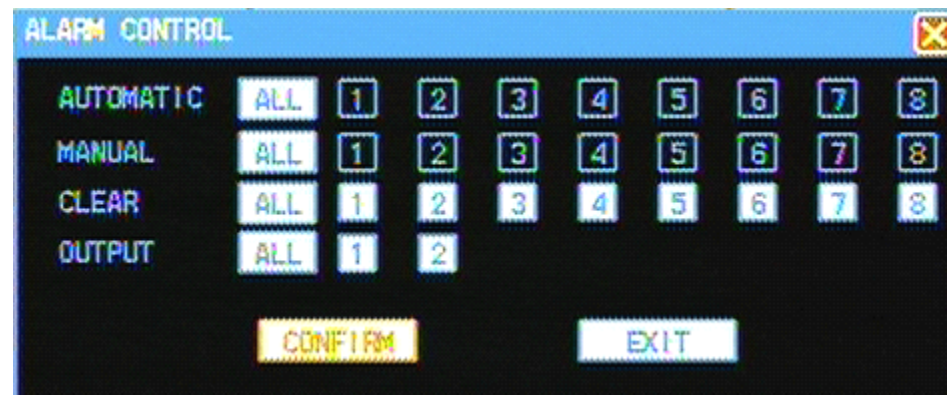 ALARM CONTROL
AUTOMATIC ALL 1 2 3 4 5 6 7 8
MANUAL ALL 1 2 3 4 5 6 7 8
CLEAR ALL 1 2 3 4 5 6 7 8
OUTPUT ALL 1 2
CONFIRM EXIT